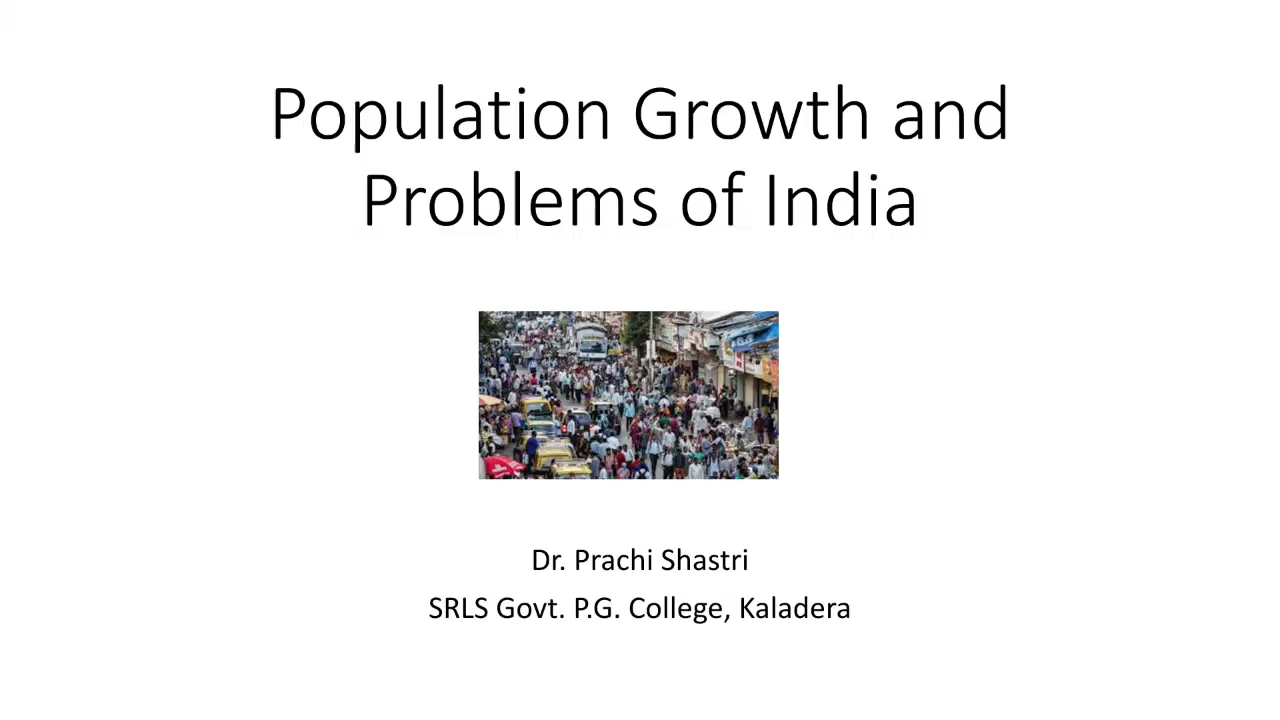 Population Growth and
Problems of India
Dr. Prachi Shastri
SRLS Govt. P.G. College, Kaladera